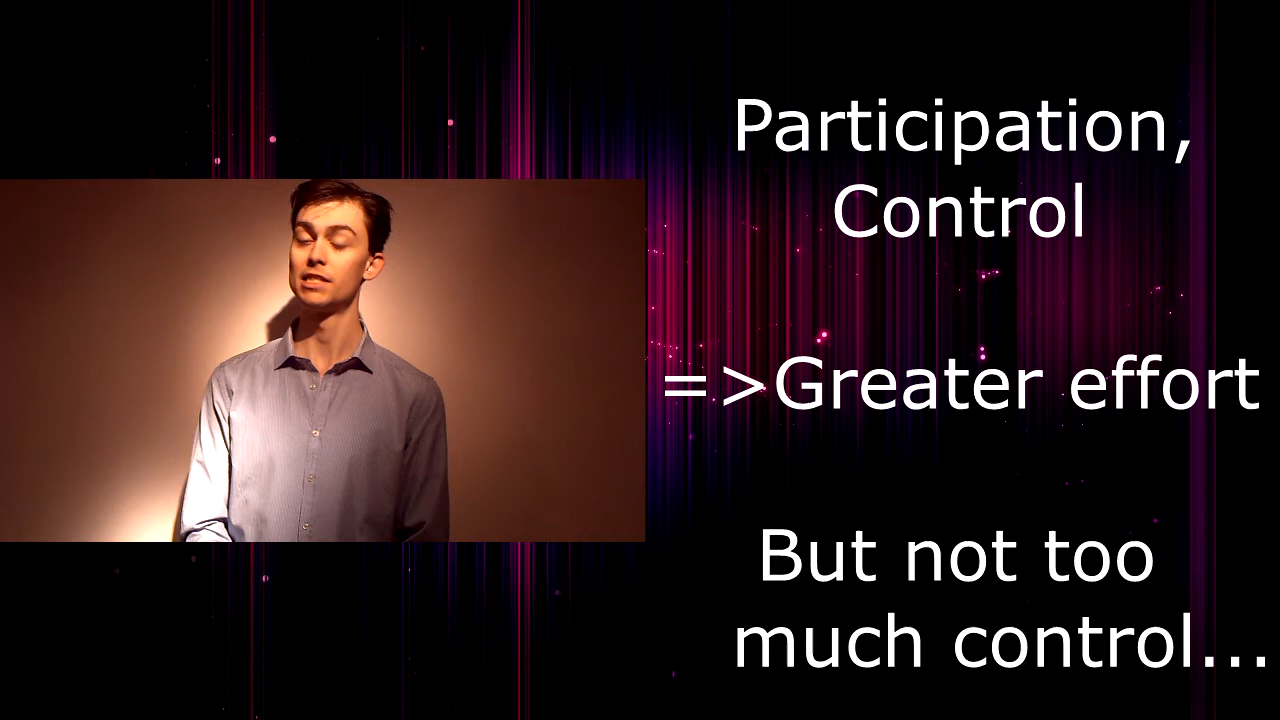 Participation,
Control
=>Greater effort
But not too
much control...